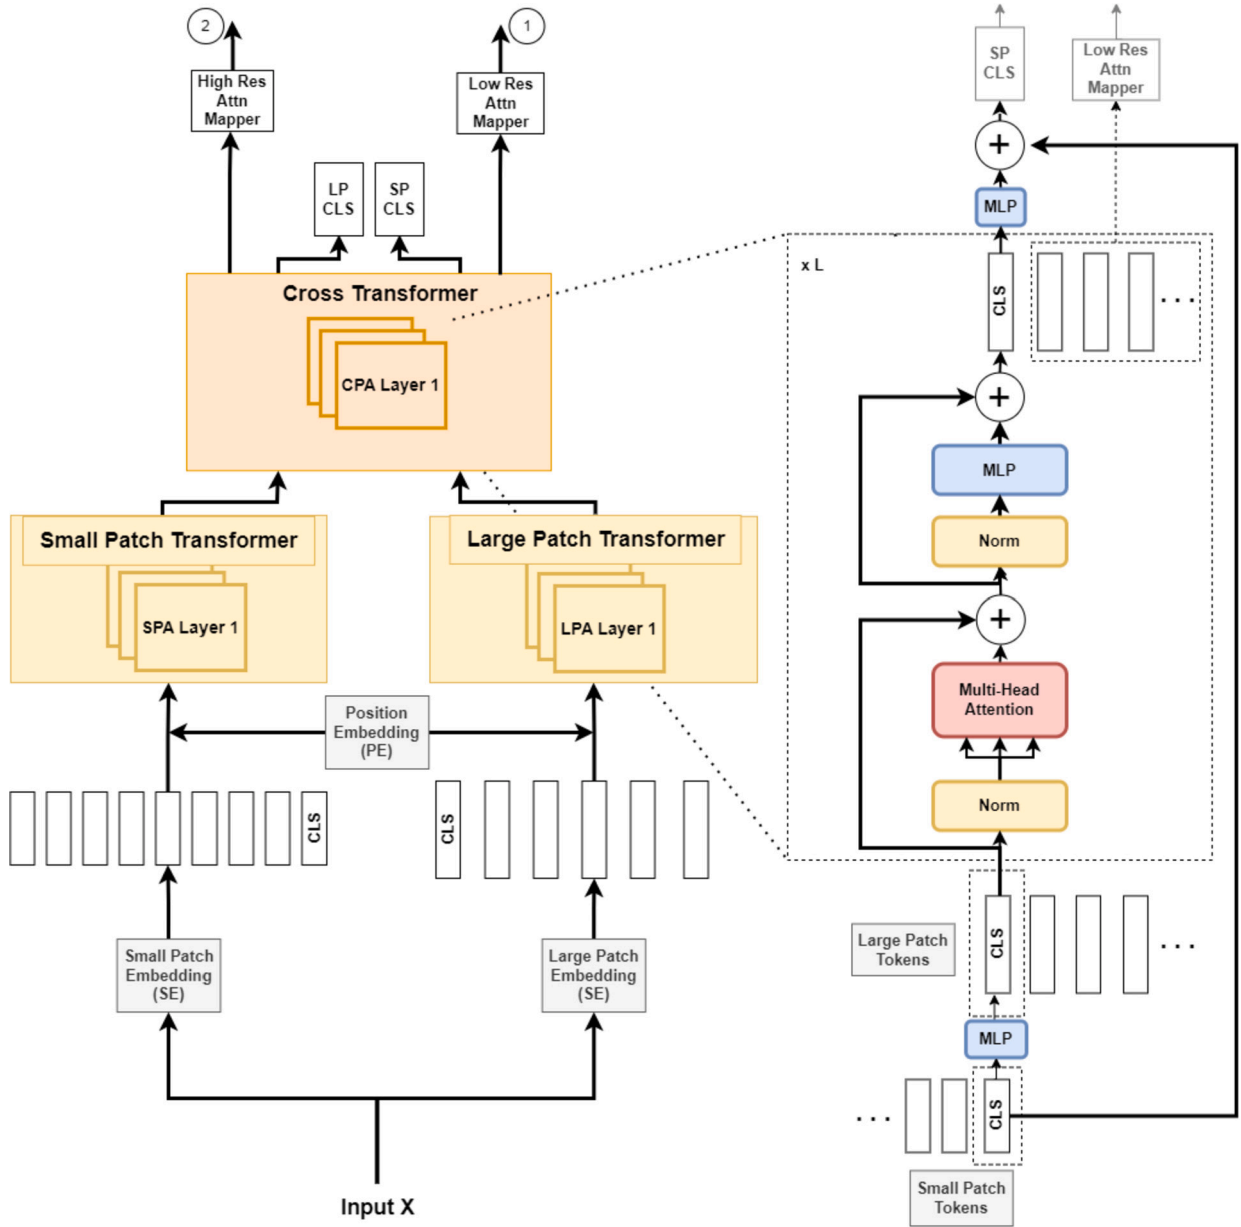 2
1
High Res
Attn
Mapper
Low Res
Attn
Mapper
LP
CLS
SP
CLS
Cross Transformer
CPA Layer 1
Small Patch Transformer
SPA Layer 1
Large Patch Transformer
LPA Layer 1
Position
Embedding
(PE)
CLS
CLS
Small Patch
Embedding
(SE)
Large Patch
Embedding
(SE)
Input X
SP
CLS
Low Res
Attn
Mapper
+
MLP
x L
CLS
...
+
MLP
Norm
+
Multi-Head
Attention
Norm
Large Patch
Tokens
CLS
...
MLP
...
CLS
Small Patch
Tokens